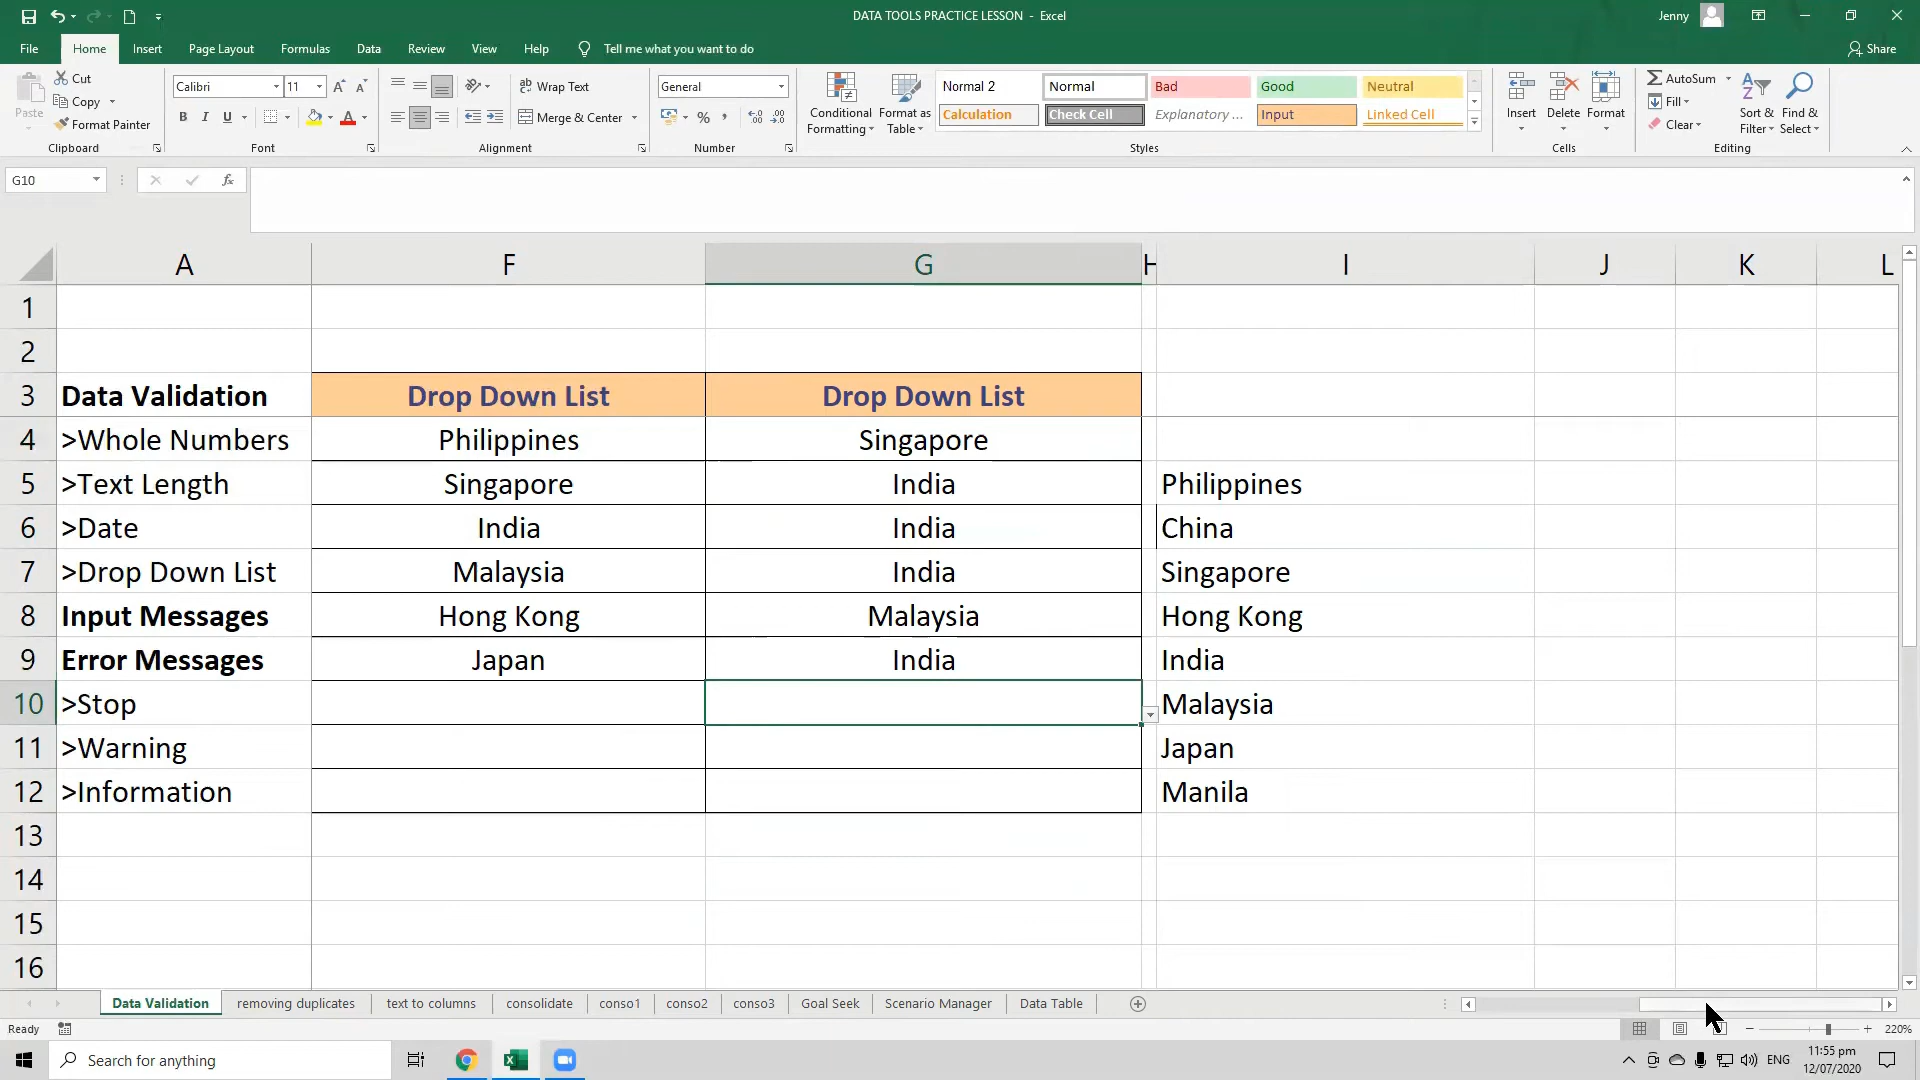 DATA TOOLS PRACTICE LESSON - Excel
Jenny
File Home Insert Page Layout Formulas Data Review View Help Tell me what you want to do
Share
Paste
Cut
Copy
Format Painter
Clipboard
Calibri 11
B I U
Font
Wrap Text
Merge & Center
Alignment
General
Number
Conditional Formatting
Format as Table
Normal 2 Normal Bad Good Neutral
Calculation Check Cell Explanatory ... Input Linked Cell
Styles
Insert Delete Format
Cells
AutoSum
Fill
Clear
Sort & Filter
Find & Select
Editing
G10
fx
A F G H I J K L
1
2
3 Data Validation Drop Down List Drop Down List
4 >Whole Numbers Philippines Singapore
5 >Text Length Singapore India Philippines
6 >Date India India China
7 >Drop Down List Malaysia India Singapore
8 Input Messages Hong Kong Malaysia Hong Kong
9 Error Messages Japan India India
10 >Stop Malaysia
11 >Warning Japan
12 >Information Manila
13
14
15
16
Data Validation removing duplicates text to columns consolidate conso1 conso2 conso3 Goal Seek Scenario Manager Data Table
Ready
220%
Search for anything
ENG
11:55 pm
12/07/2020